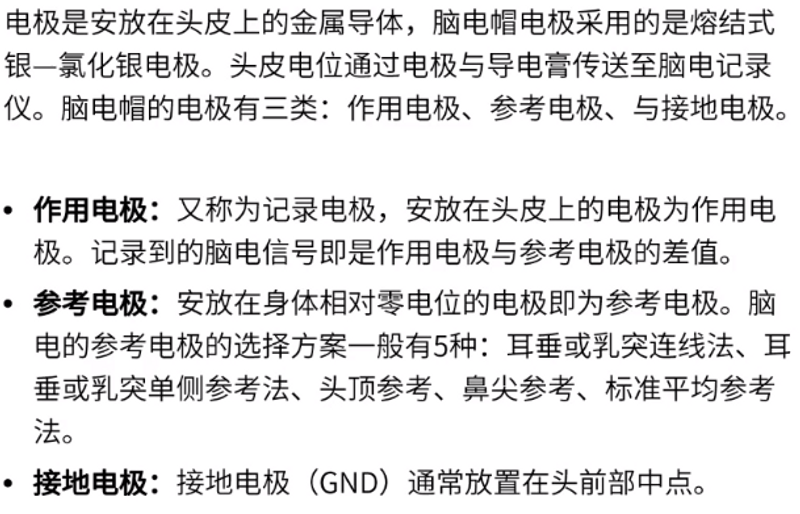 电极是安放在头皮上的金属导体，脑电帽电极采用的是熔结式
银—氯化银电极。头皮电位通过电极与导电膏传送至脑电记录
仪。脑电帽的电极有三类：作用电极、参考电极、与接地电极。
• 作用电极：又称为记录电极，安放在头皮上的电极为作用电
极。记录到的脑电信号即是作用电极与参考电极的差值。
• 参考电极：安放在身体相对零电位的电极即为参考电极。脑
电的参考电极的选择方案一般有5种：耳垂或乳突连线法、耳
垂或乳突单侧参考法、头顶参考、鼻尖参考、标准平均参考
法。
• 接地电极：接地电极（GND）通常放置在头前部中点。